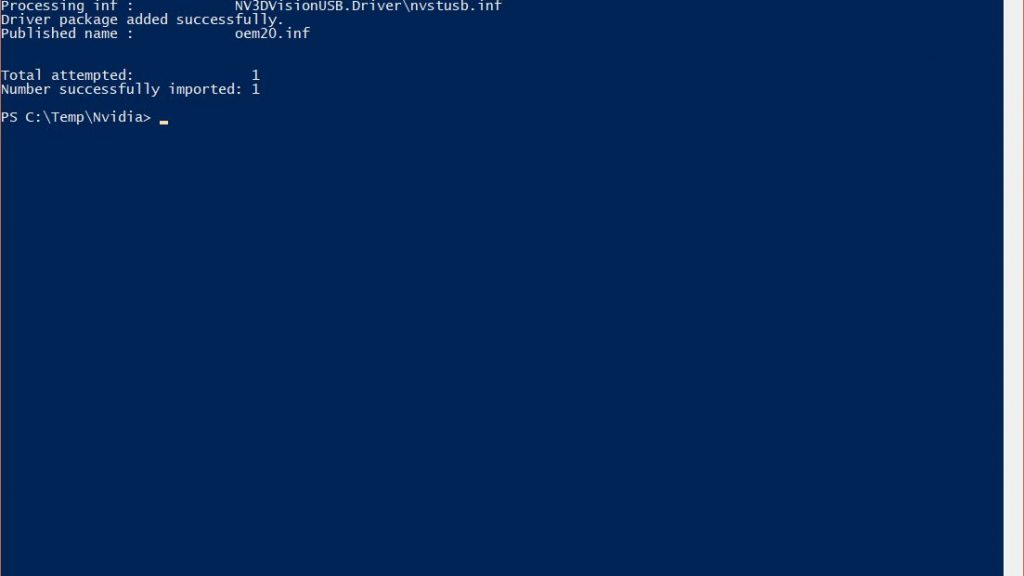 Processing inf :            NV3DVisionUSB.Driver\nvstusb.inf
Driver package added successfully.
Published name :            oem20.inf
Total attempted:              1
Number successfully imported: 1
PS C:\Temp\Nvidia> _